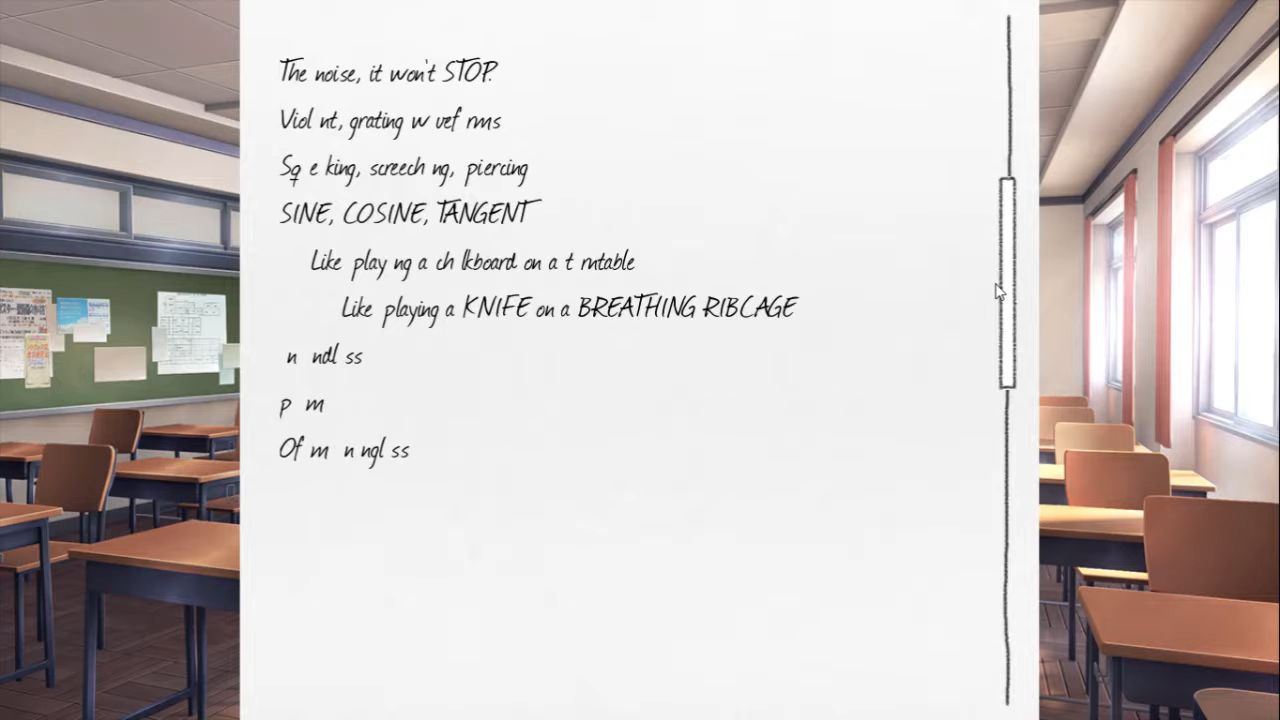 The noise, it won't STOP.
Viol nt, grating w vef rms
Sq e king, screech ng, piercing
SINE, COSINE, TANGENT
Like play ng a ch lkboard on a t rntable
Like playing a KNIFE on a BREATHING RIBCAGE
n ndl ss
p m
Of m n ngl ss